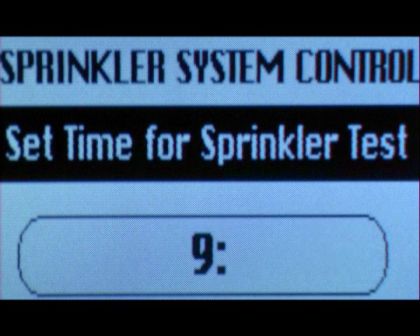 SPRINKLER SYSTEM CONTROL
Set Time for Sprinkler Test
9: